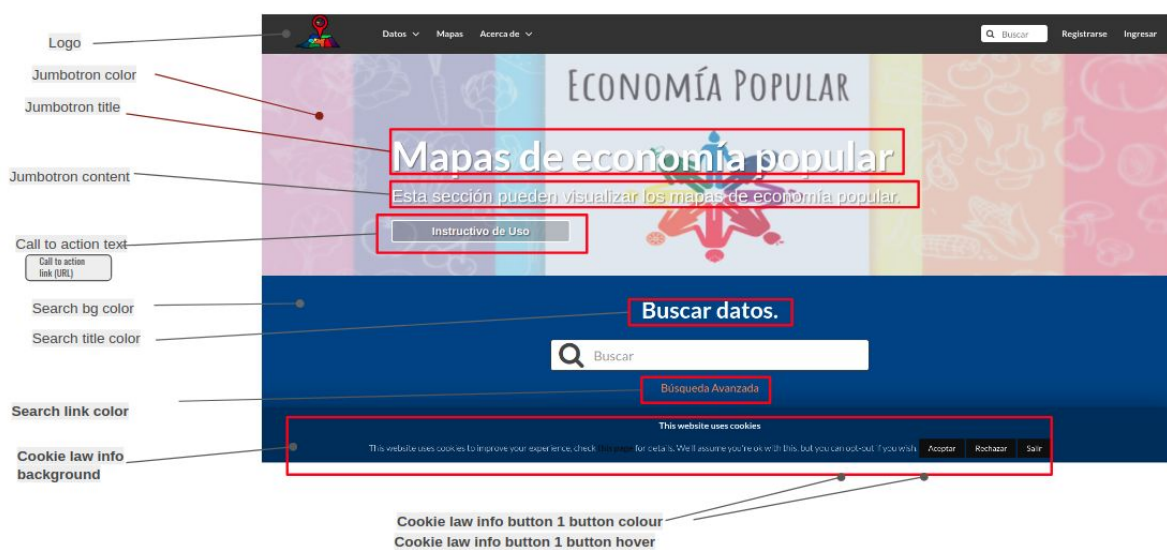 Logo
Datos Mapas Acerca de Buscar Registrarse Ingresar
Jumbotron color
ECONOMÍA POPULAR
Jumbotron title
Mapas de economía popular
Jumbotron content
Esta sección pueden visualizar los mapas de economía popular.
Call to action text
Instructivo de Uso
Call to action
link (URL)
Search bg color
Buscar datos.
Search title color
Buscar
Búsqueda Avanzada
Search link color
This website uses cookies
Cookie law info
background
This website uses cookies to improve your experience, check for details. We'll assume you're ok with this, but you can opt-out if you wish. Aceptar Rechazar Salir
Cookie law info button 1 button colour
Cookie law info button 1 button hover